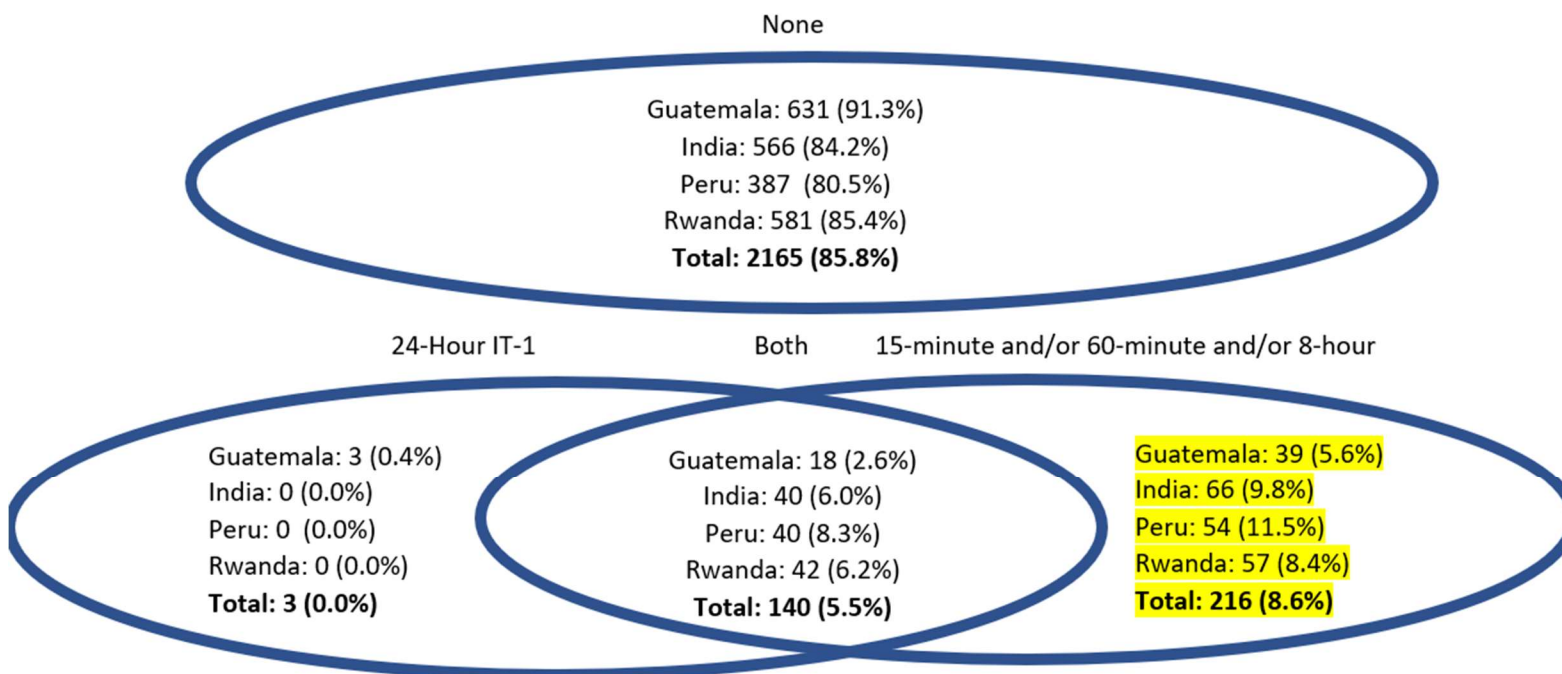 None
Guatemala: 631 (91.3%)
India: 566 (84.2%)
Peru: 387  (80.5%)
Rwanda: 581 (85.4%)
Total: 2165 (85.8%)
24-Hour IT-1
Both
15-minute and/or 60-minute and/or 8-hour
Guatemala: 3 (0.4%)
India: 0 (0.0%)
Peru: 0  (0.0%)
Rwanda: 0 (0.0%)
Total: 3 (0.0%)
Guatemala: 18 (2.6%)
India: 40 (6.0%)
Peru: 40 (8.3%)
Rwanda: 42 (6.2%)
Total: 140 (5.5%)
Guatemala: 39 (5.6%)
India: 66 (9.8%)
Peru: 54 (11.5%)
Rwanda: 57 (8.4%)
Total: 216 (8.6%)